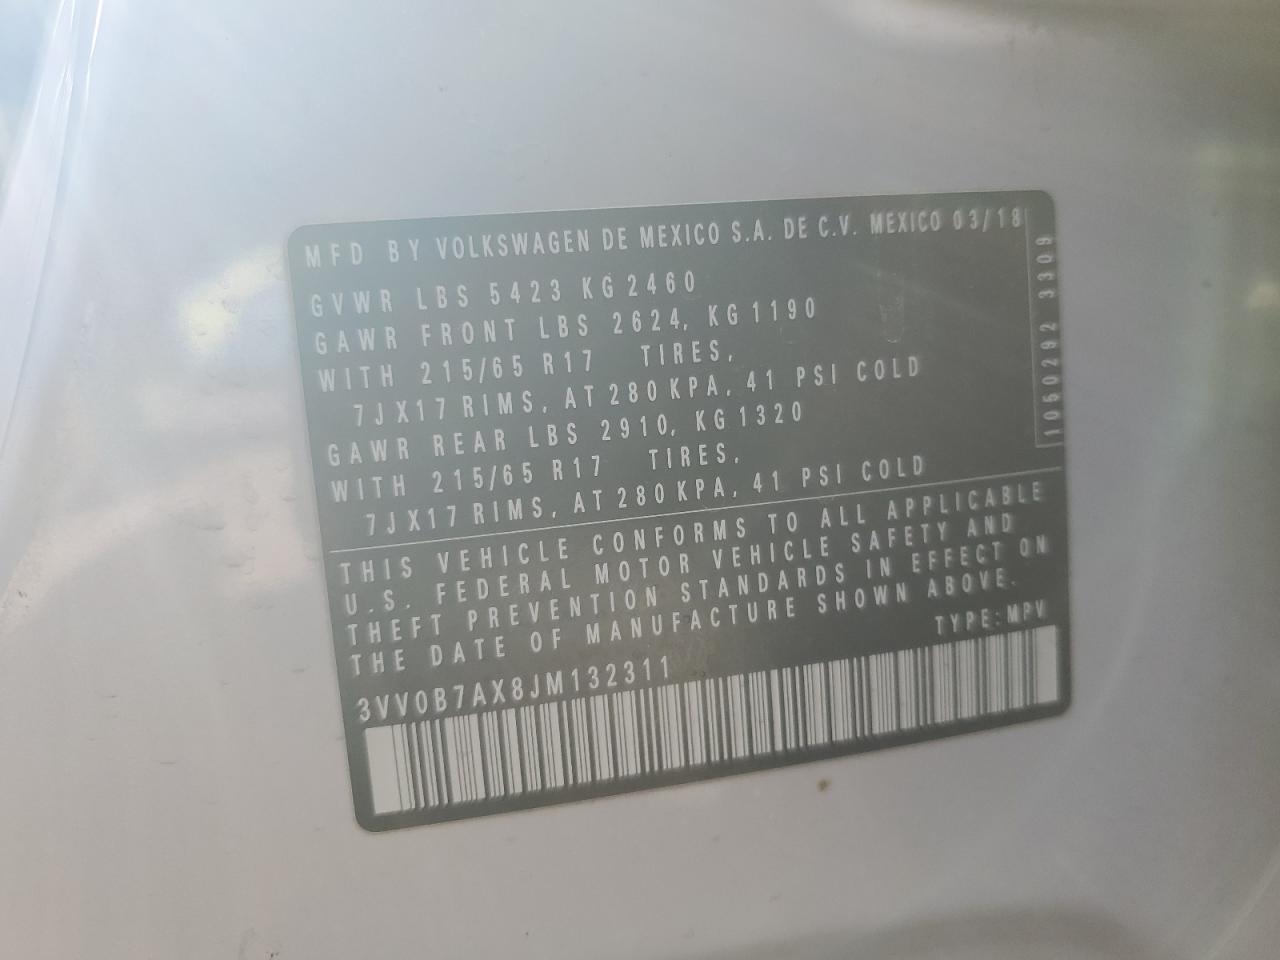 MFD BY VOLKSWAGEN DE MEXICO S.A. DE C.V. MEXICO 03/18
GVWR LBS 5423 KG 2460
GAWR FRONT LBS 2624, KG 1190
WITH 215/65 R17 TIRES,
7JX17 RIMS, AT 280 KPA, 41 PSI COLD
GAWR REAR LBS 2910, KG 1320
WITH 215/65 R17 TIRES,
7JX17 RIMS, AT 280 KPA, 41 PSI COLD
1050292 3309
THIS VEHICLE CONFORMS TO ALL APPLICABLE
U.S. FEDERAL MOTOR VEHICLE SAFETY AND
THEFT PREVENTION STANDARDS IN EFFECT ON
THE DATE OF MANUFACTURE SHOWN ABOVE.
TYPE: MPV
3VV0B7AX8JM132311